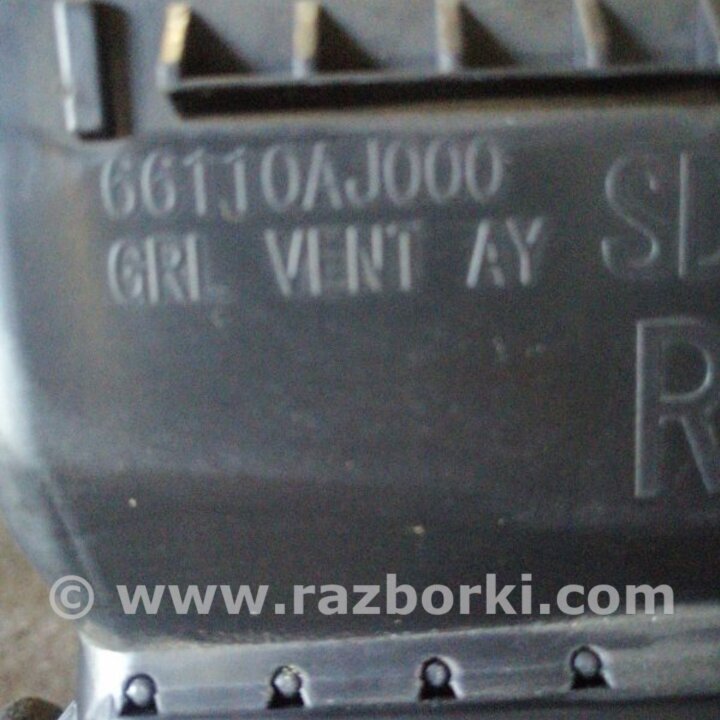 66110AJ000
GRL VENT AY
R
© www.razborki.com